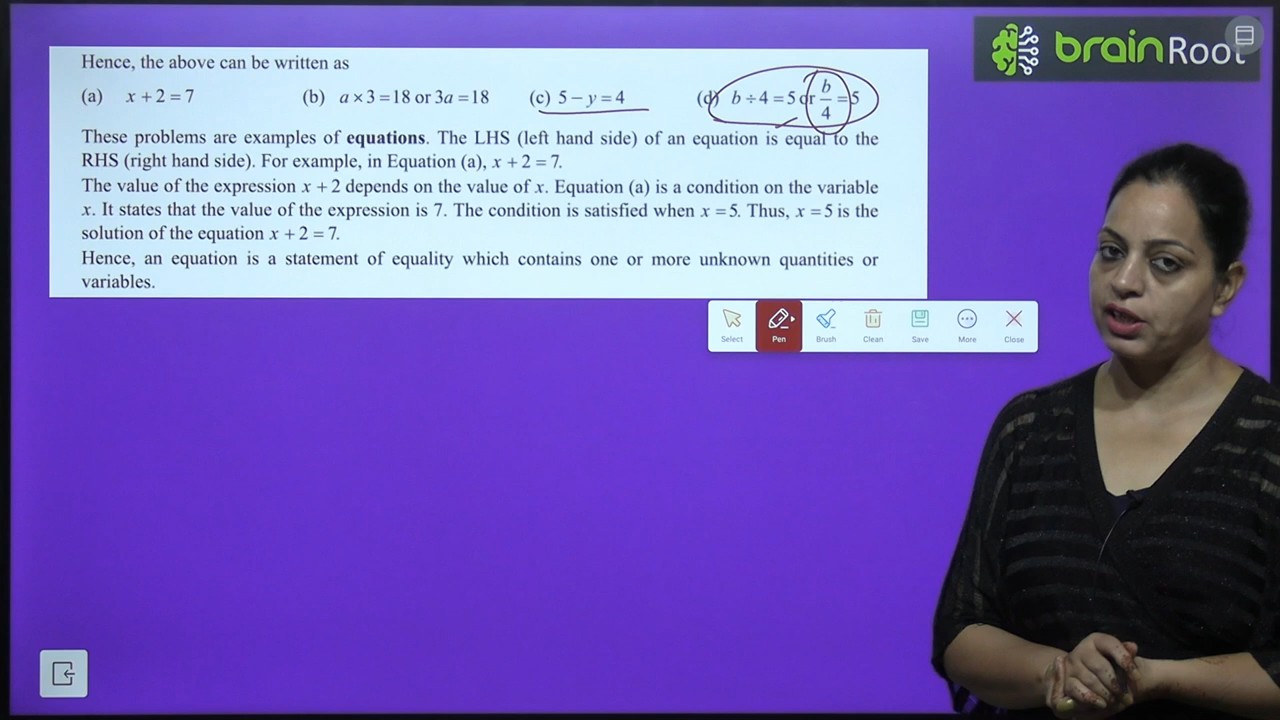 brainRoot
Hence, the above can be written as
(a) x + 2 = 7 (b) a × 3 = 18 or 3a = 18 (c) 5 − y = 4 (d) b ÷ 4 = 5 or b/4 = 5
These problems are examples of equations. The LHS (left hand side) of an equation is equal to the
RHS (right hand side). For example, in Equation (a), x + 2 = 7.
The value of the expression x + 2 depends on the value of x. Equation (a) is a condition on the variable
x. It states that the value of the expression is 7. The condition is satisfied when x = 5. Thus, x = 5 is the
solution of the equation x + 2 = 7.
Hence, an equation is a statement of equality which contains one or more unknown quantities or
variables.
Select Pen Brush Clean Save More Close